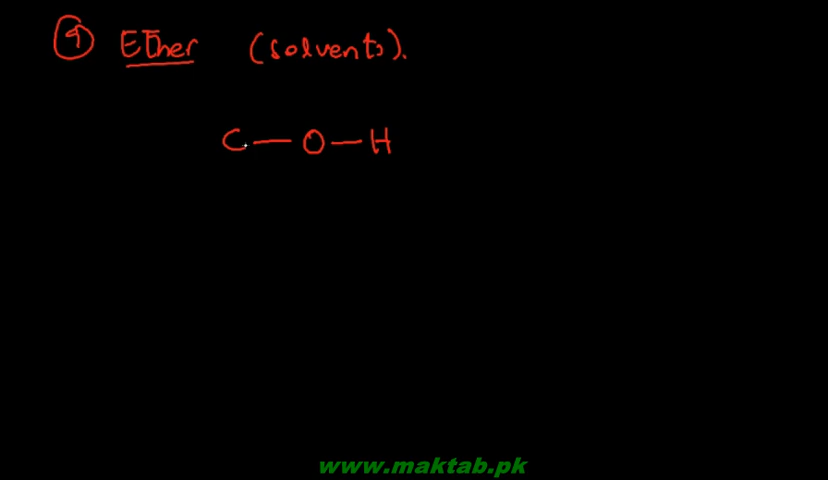 9 Ether (solvents).
C — O — H
www.maktab.pk